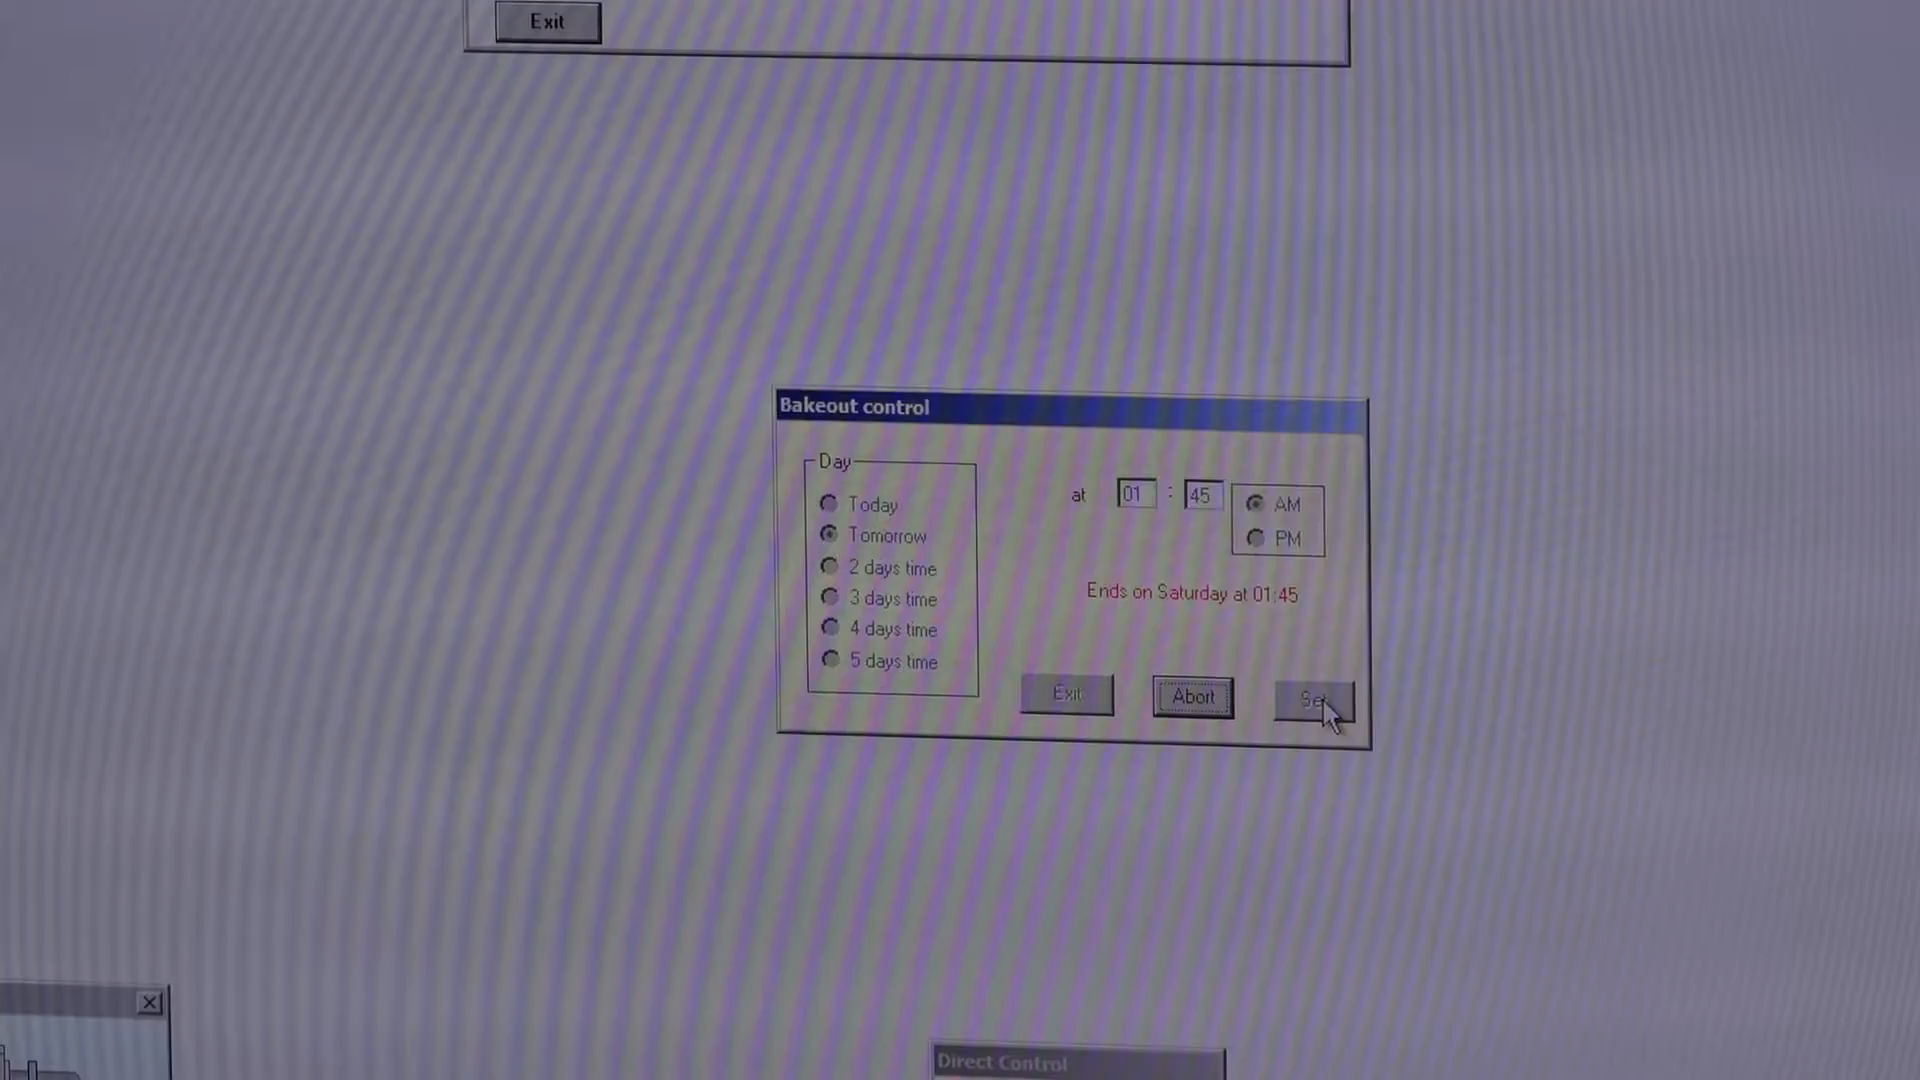 Exit
Bakeout control
Day
Today
Tomorrow
2 days time
3 days time
4 days time
5 days time
at 01 : 45
AM
PM
Ends on Saturday at 01:45
Exit
Abort
Set
Direct Control